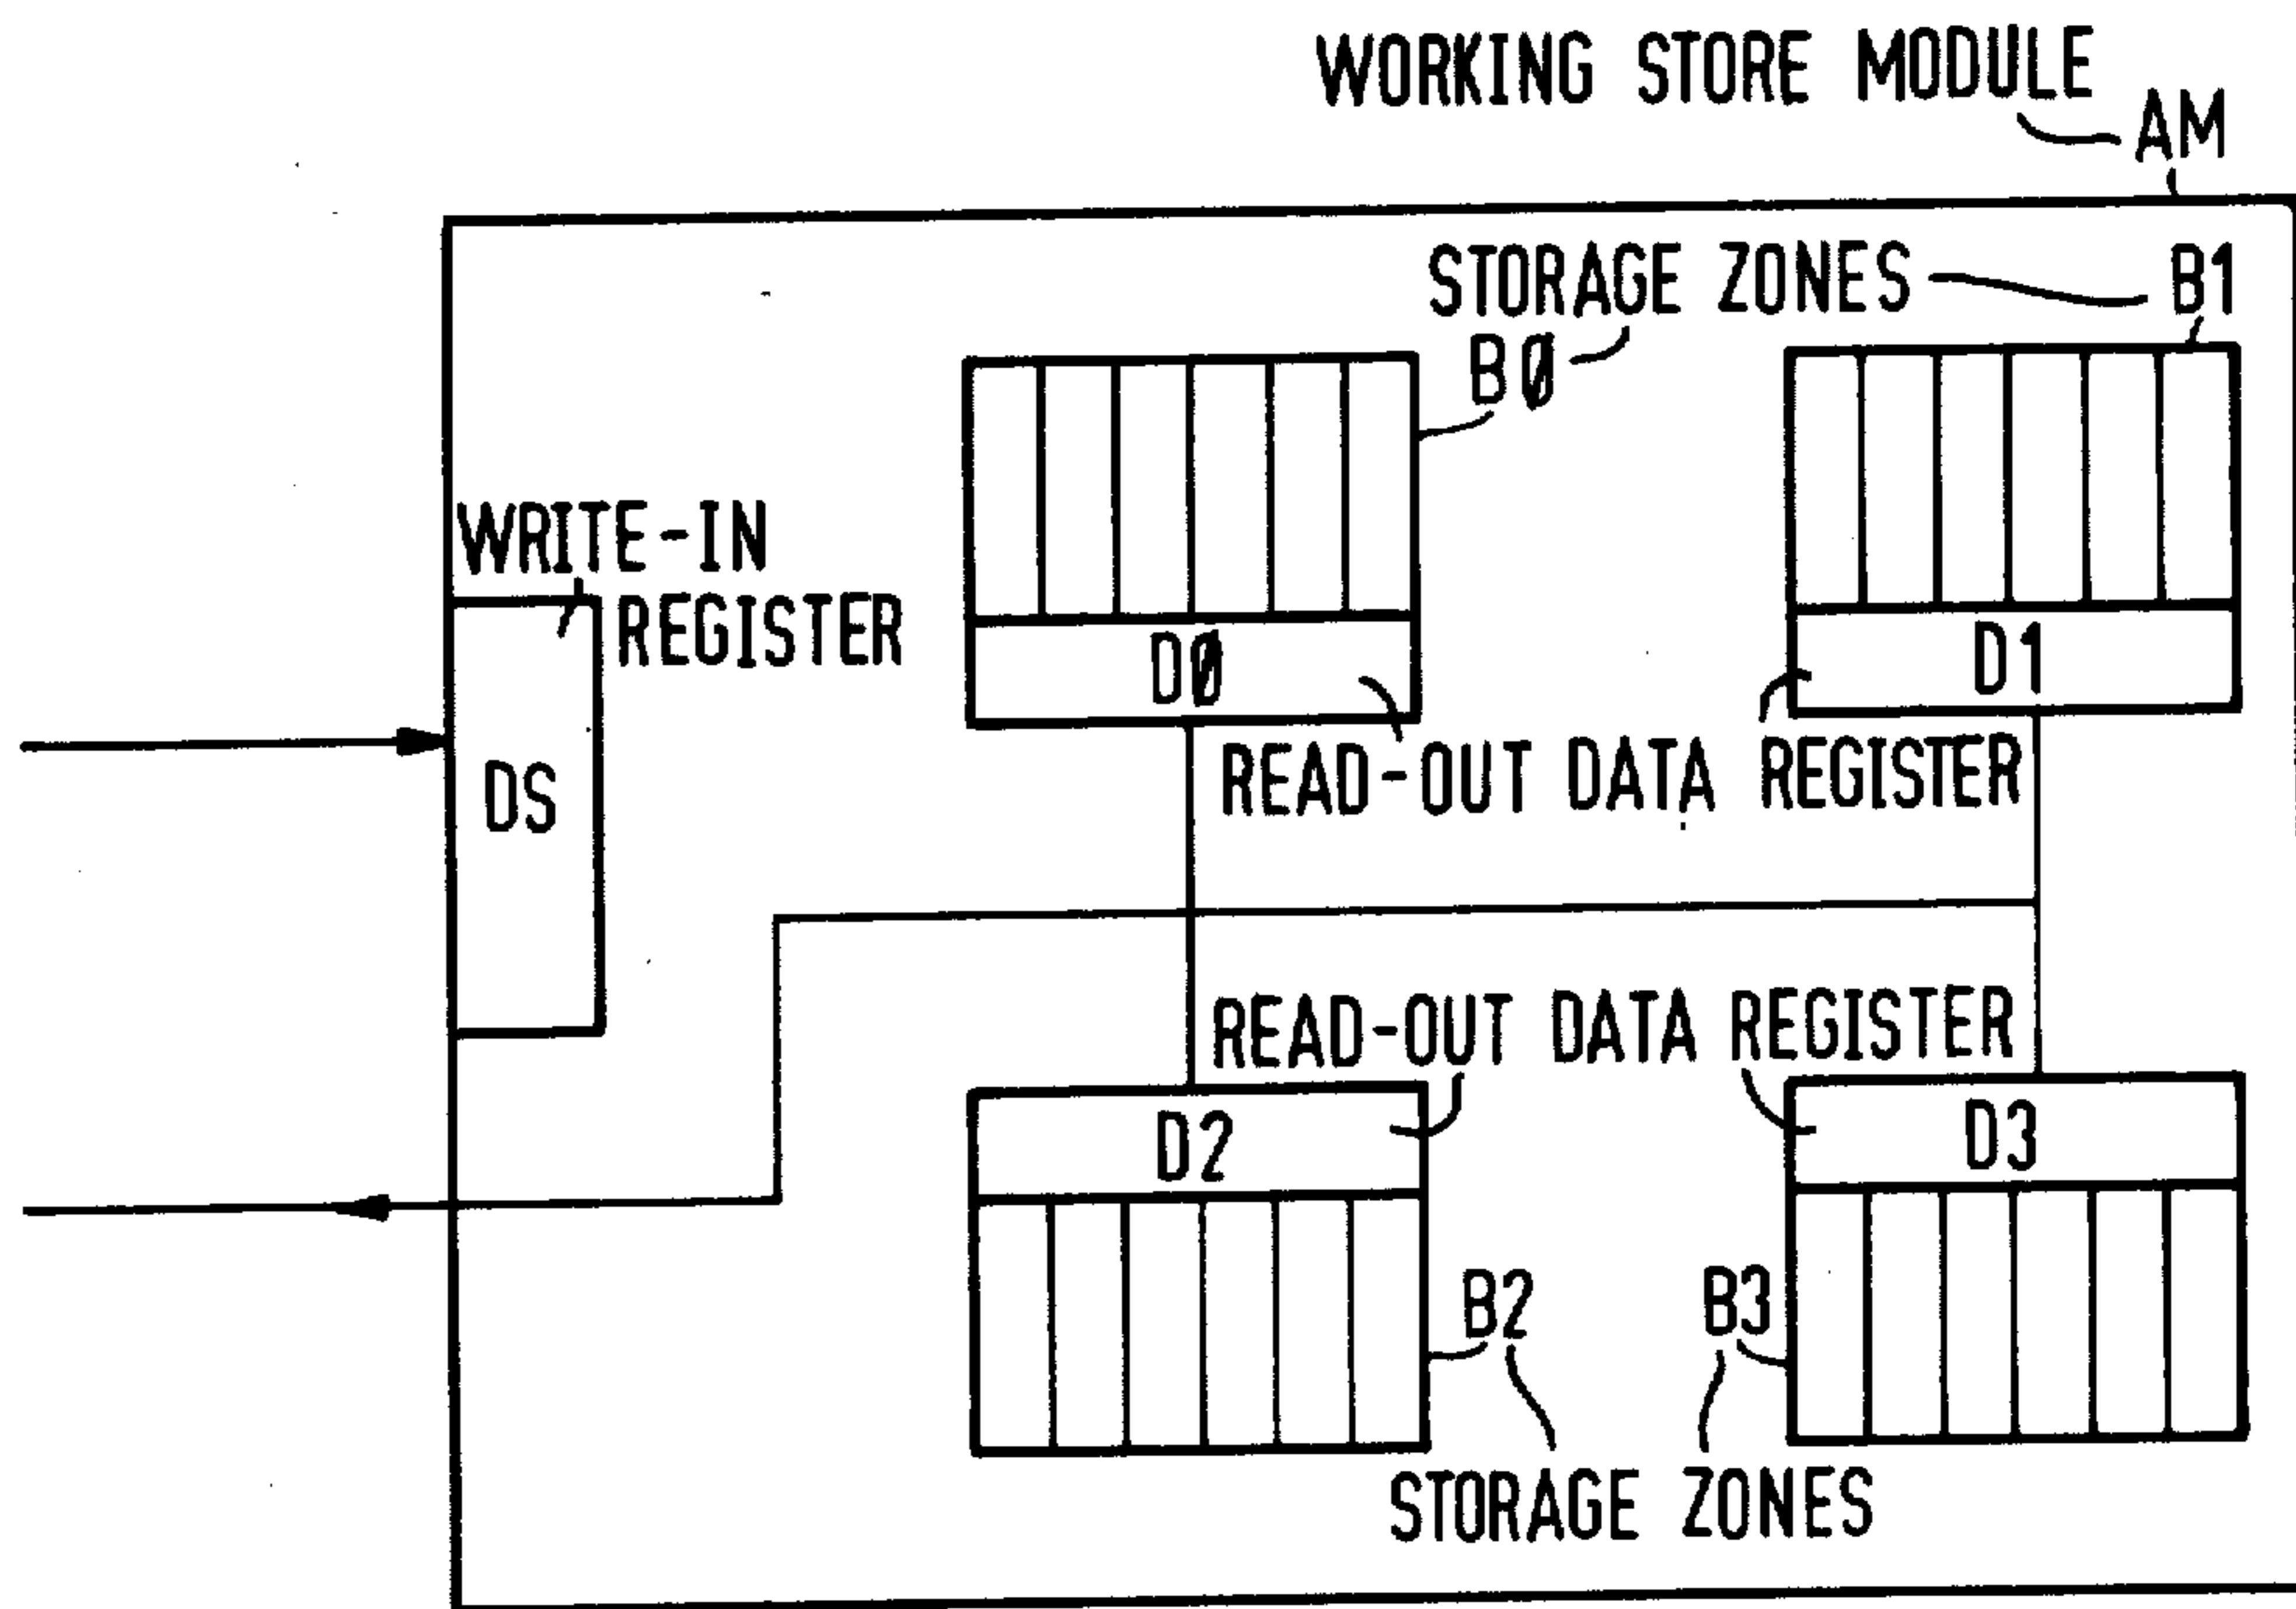 WORKING STORE MODULE
AM
STORAGE ZONES
B1
BØ
WRITE-IN
REGISTER
DØ
D1
READ-OUT DATA REGISTER
DS
READ-OUT DATA REGISTER
D2
D3
B2
B3
STORAGE ZONES